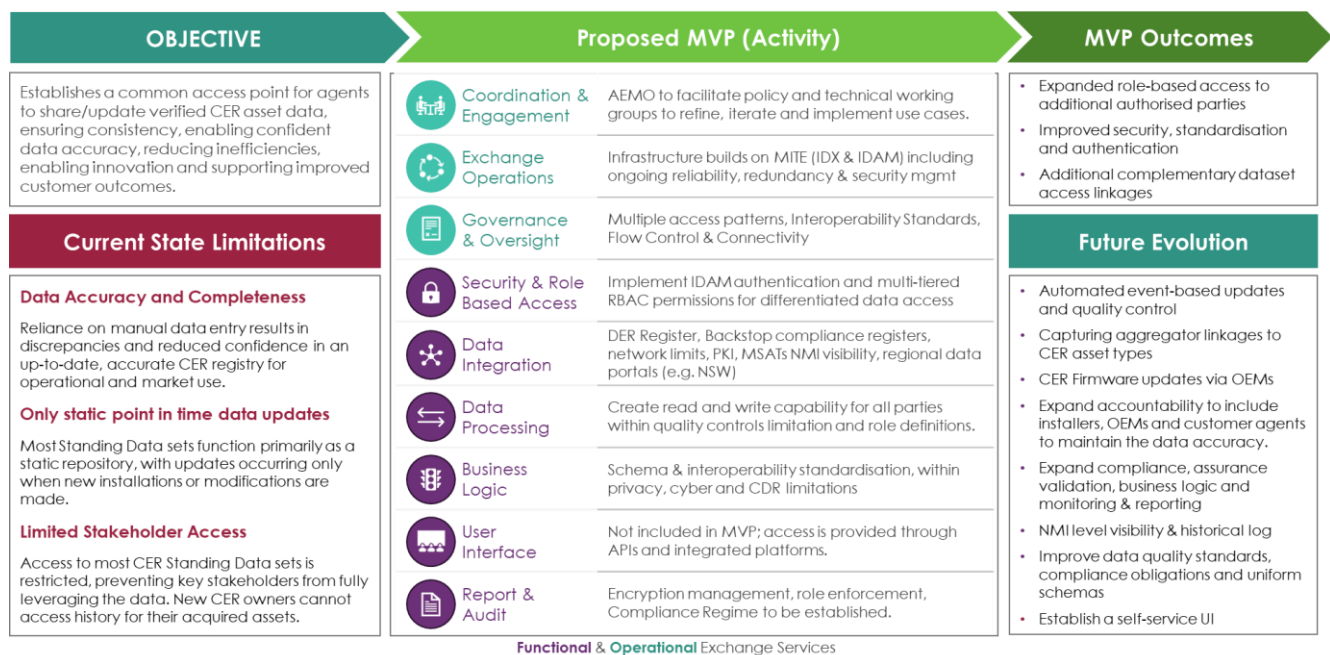 OBJECTIVE
Establishes a common access point for agents
to share/update verified CER asset data,
ensuring consistency, enabling confident
data accuracy, reducing inefficiencies,
enabling innovation and supporting improved
customer outcomes.
Current State Limitations
Data Accuracy and Completeness
Reliance on manual data entry results in
discrepancies and reduced confidence in an
up-to-date, accurate CER registry for
operational and market use.
Only static point in time data updates
Most Standing Data sets function primarily as a
static repository, with updates occurring only
when new installations or modifications are
made.
Limited Stakeholder Access
Access to most CER Standing Data sets is
restricted, preventing key stakeholders from fully
leveraging the data. New CER owners cannot
access history for their acquired assets.
Proposed MVP (Activity)
Coordination &
Engagement
AEMO to facilitate policy and technical working
groups to refine, iterate and implement use cases.
Exchange
Operations
Infrastructure builds on MITE (IDX & IDAM) including
ongoing reliability, redundancy & security mgmt
Governance
& Oversight
Multiple access patterns, Interoperability Standards,
Flow Control & Connectivity
Security & Role
Based Access
Implement IDAM authentication and multi-tiered
RBAC permissions for differentiated data access
Data
Integration
DER Register, Backstop compliance registers,
network limits, PKI, MSATs NMI visibility, regional data
portals (e.g. NSW)
Data
Processing
Create read and write capability for all parties
within quality controls limitation and role definitions.
Business
Logic
Schema & interoperability standardisation, within
privacy, cyber and CDR limitations
User
Interface
Not included in MVP; access is provided through
APIs and integrated platforms.
Report &
Audit
Encryption management, role enforcement,
Compliance Regime to be established.
MVP Outcomes
• Expanded role-based access to
additional authorised parties
• Improved security, standardisation
and authentication
• Additional complementary dataset
access linkages
Future Evolution
• Automated event-based updates
and quality control
• Capturing aggregator linkages to
CER asset types
• CER Firmware updates via OEMs
• Expand accountability to include
installers, OEMs and customer agents
to maintain the data accuracy.
• Expand compliance, assurance
validation, business logic and
monitoring & reporting
• NMI level visibility & historical log
• Improve data quality standards,
compliance obligations and uniform
schemas
• Establish a self-service UI
Functional & Operational Exchange Services